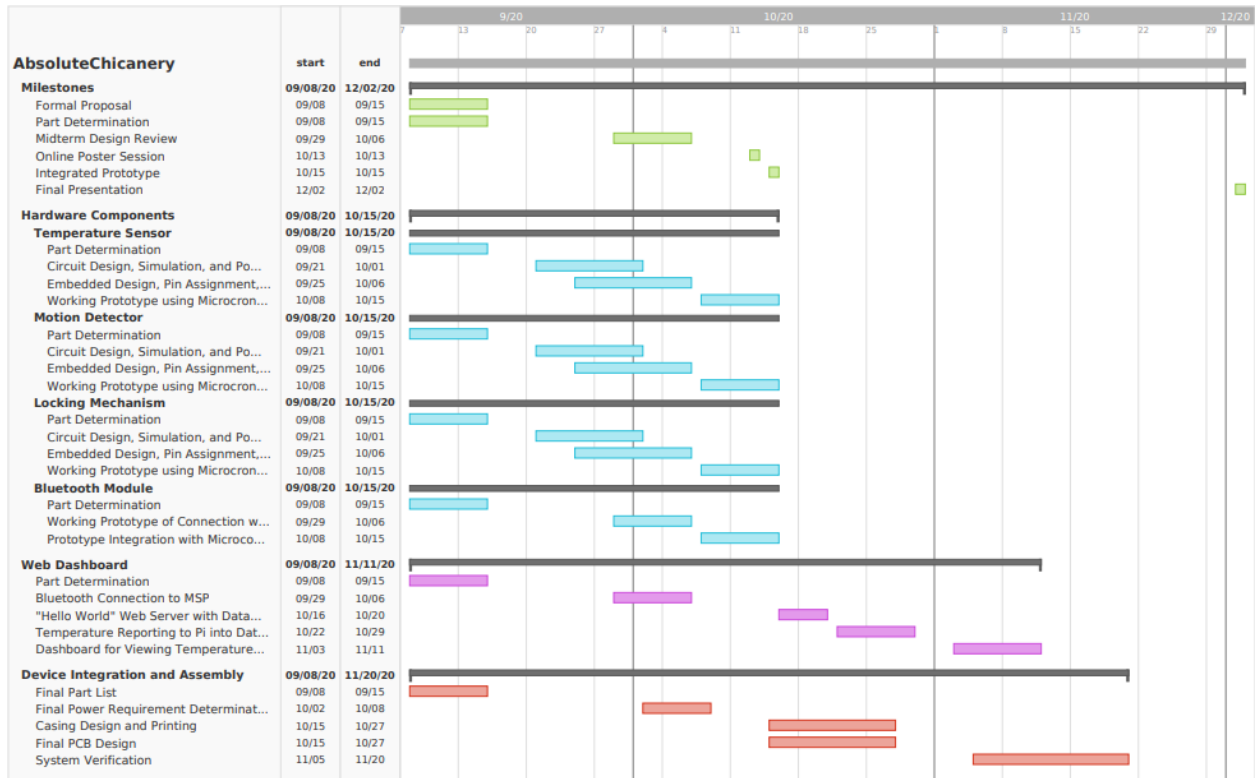 9/20 10/20 11/20 12/20
7 13 20 27 4 11 18 25 1 8 15 22 29
AbsoluteChicanery start end
Milestones 09/08/20 12/02/20
Formal Proposal 09/08 09/15
Part Determination 09/08 09/15
Midterm Design Review 09/29 10/06
Online Poster Session 10/13 10/13
Integrated Prototype 10/15 10/15
Final Presentation 12/02 12/02
Hardware Components 09/08/20 10/15/20
Temperature Sensor 09/08/20 10/15/20
Part Determination 09/08 09/15
Circuit Design, Simulation, and Po... 09/21 10/01
Embedded Design, Pin Assignment,... 09/25 10/06
Working Prototype using Microcron... 10/08 10/15
Motion Detector 09/08/20 10/15/20
Part Determination 09/08 09/15
Circuit Design, Simulation, and Po... 09/21 10/01
Embedded Design, Pin Assignment,... 09/25 10/06
Working Prototype using Microcron... 10/08 10/15
Locking Mechanism 09/08/20 10/15/20
Part Determination 09/08 09/15
Circuit Design, Simulation, and Po... 09/21 10/01
Embedded Design, Pin Assignment,... 09/25 10/06
Working Prototype using Microcron... 10/08 10/15
Bluetooth Module 09/08/20 10/15/20
Part Determination 09/08 09/15
Working Prototype of Connection w... 09/29 10/06
Prototype Integration with Microco... 10/08 10/15
Web Dashboard 09/08/20 11/11/20
Part Determination 09/08 09/15
Bluetooth Connection to MSP 09/29 10/06
"Hello World" Web Server with Data... 10/16 10/20
Temperature Reporting to Pi into Dat... 10/22 10/29
Dashboard for Viewing Temperature... 11/03 11/11
Device Integration and Assembly 09/08/20 11/20/20
Final Part List 09/08 09/15
Final Power Requirement Determinat... 10/02 10/08
Casing Design and Printing 10/15 10/27
Final PCB Design 10/15 10/27
System Verification 11/05 11/20